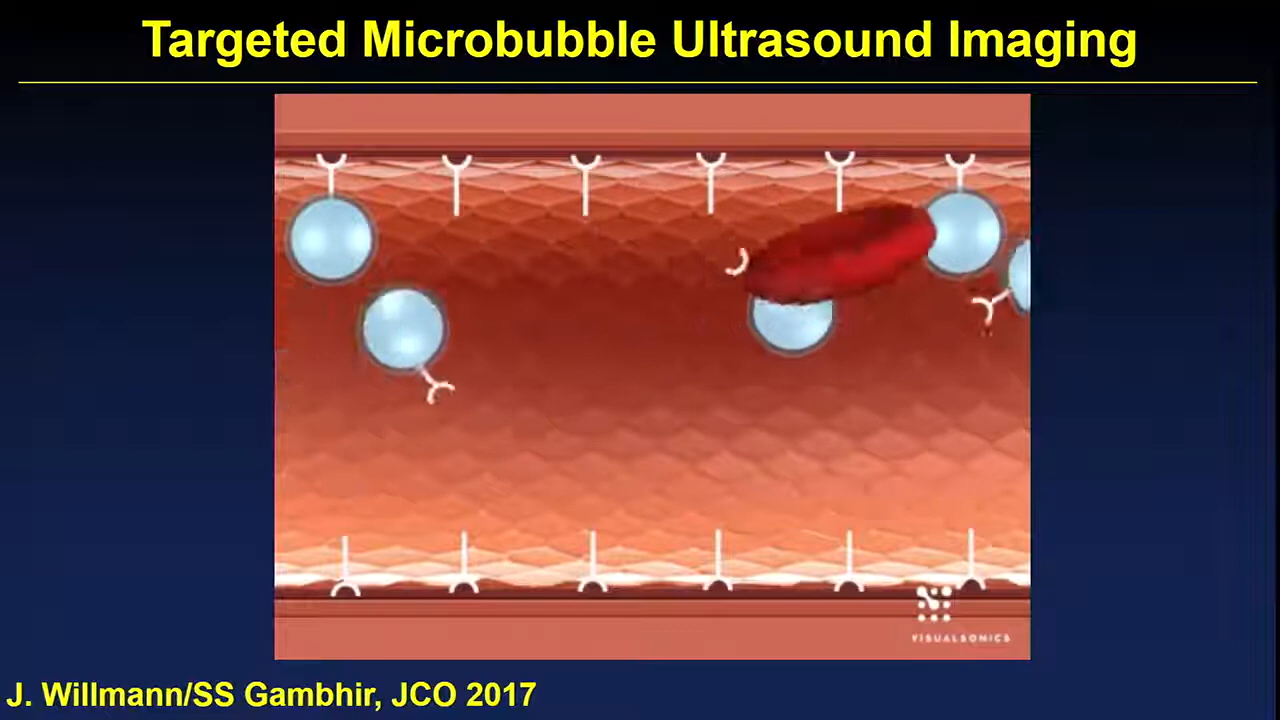 Targeted Microbubble Ultrasound Imaging
VISUALSONICS
J. Willmann/SS Gambhir, JCO 2017